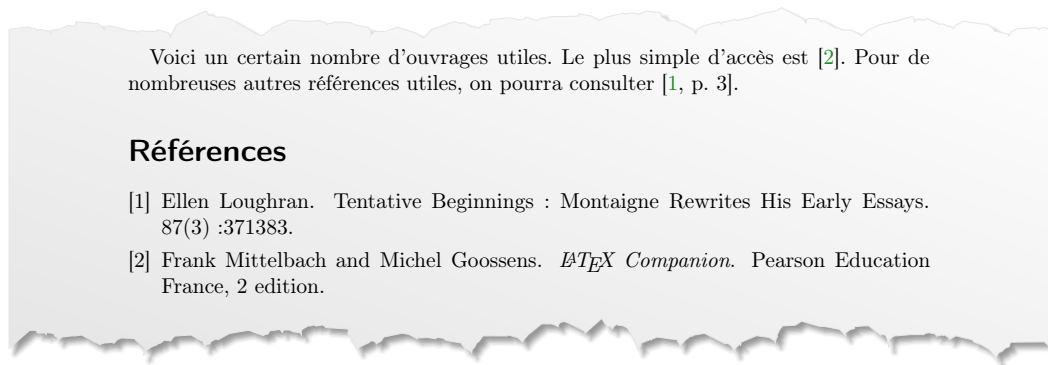 Voici un certain nombre d'ouvrages utiles. Le plus simple d'accès est [2]. Pour de
nombreuses autres références utiles, on pourra consulter [1, p. 3].
Références
[1] Ellen Loughran. Tentative Beginnings : Montaigne Rewrites His Early Essays.
87(3) :371383.
[2] Frank Mittelbach and Michel Goossens. LATEX Companion. Pearson Education
France, 2 edition.